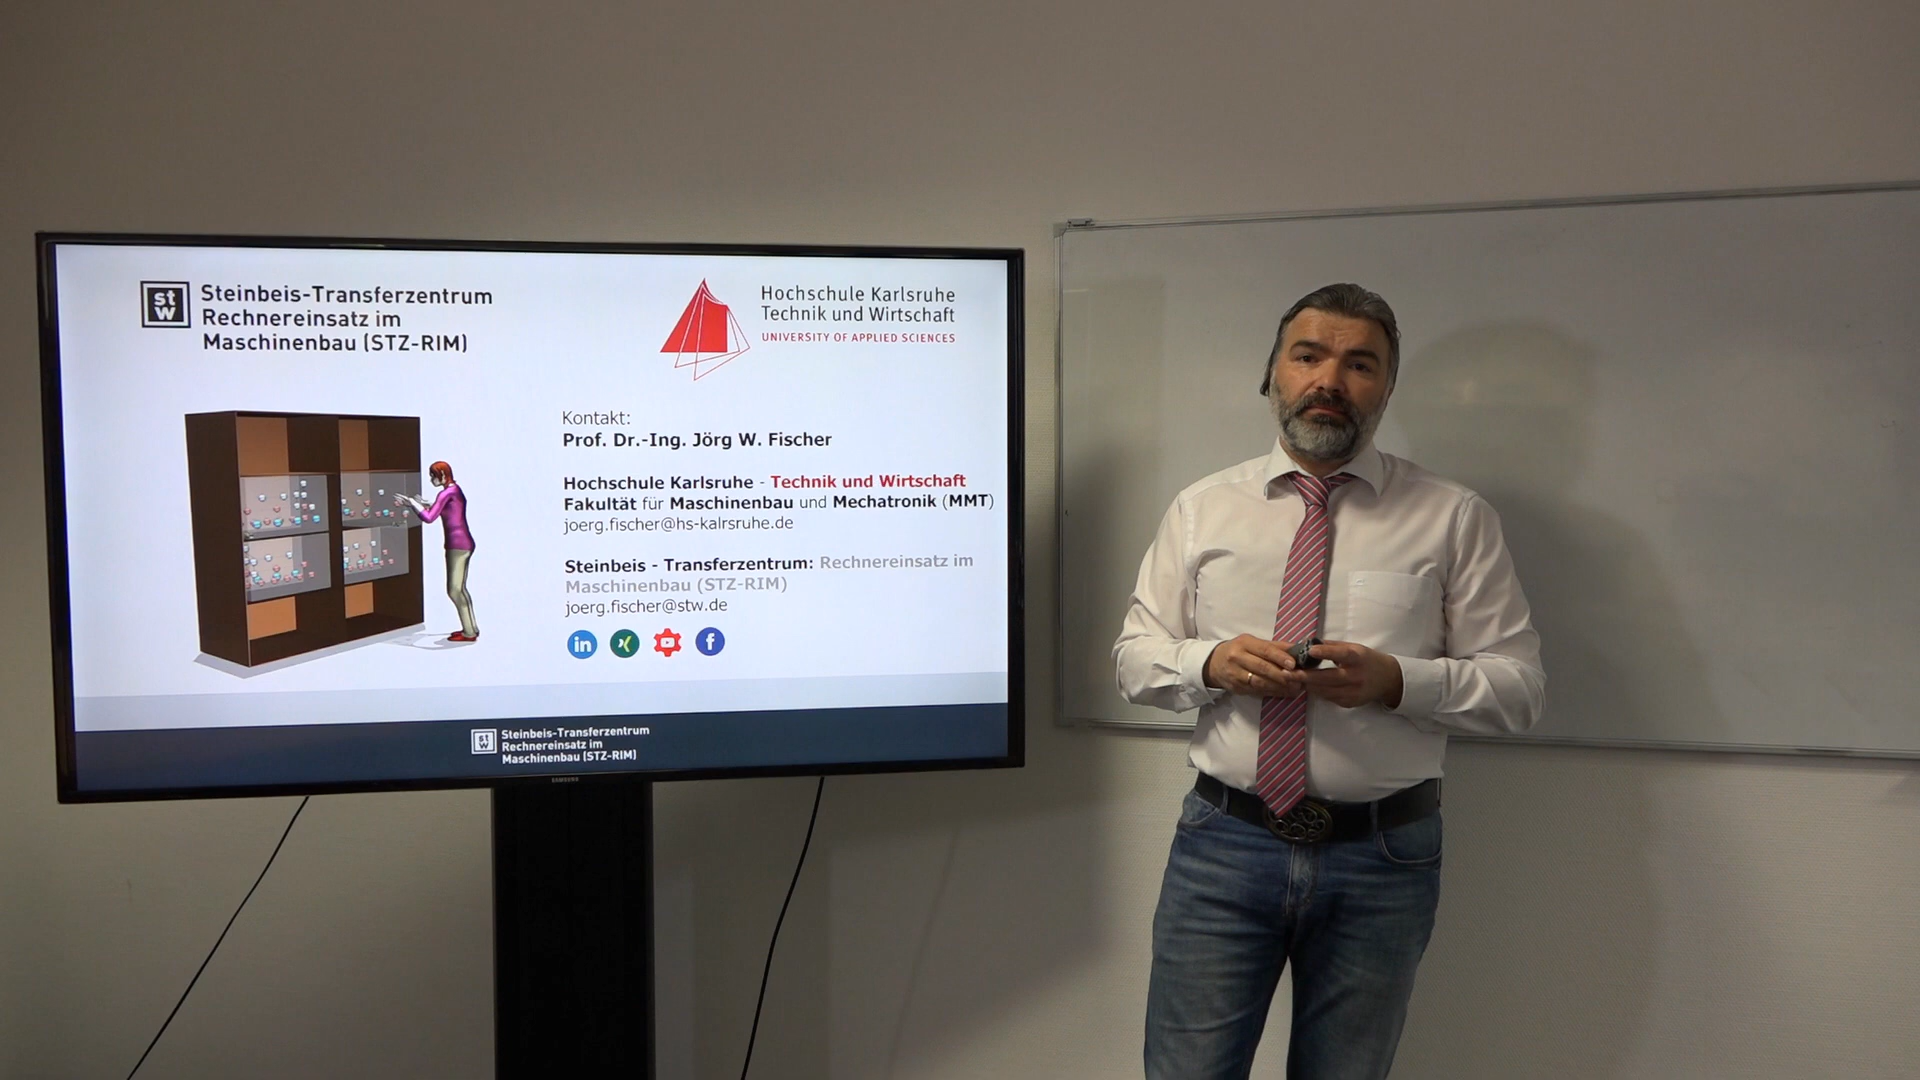 st
w
Steinbeis-Transferzentrum
Rechnereinsatz im
Maschinenbau (STZ-RIM)
Hochschule Karlsruhe
Technik und Wirtschaft
UNIVERSITY OF APPLIED SCIENCES
Kontakt:
Prof. Dr.-Ing. Jörg W. Fischer
Hochschule Karlsruhe - Technik und Wirtschaft
Fakultät für Maschinenbau und Mechatronik (MMT)
joerg.fischer@hs-kalrsruhe.de
Steinbeis - Transferzentrum: Rechnereinsatz im
Maschinenbau (STZ-RIM)
joerg.fischer@stw.de
in
f
st
w
Steinbeis-Transferzentrum
Rechnereinsatz im
Maschinenbau (STZ-RIM)
SAMSUNG